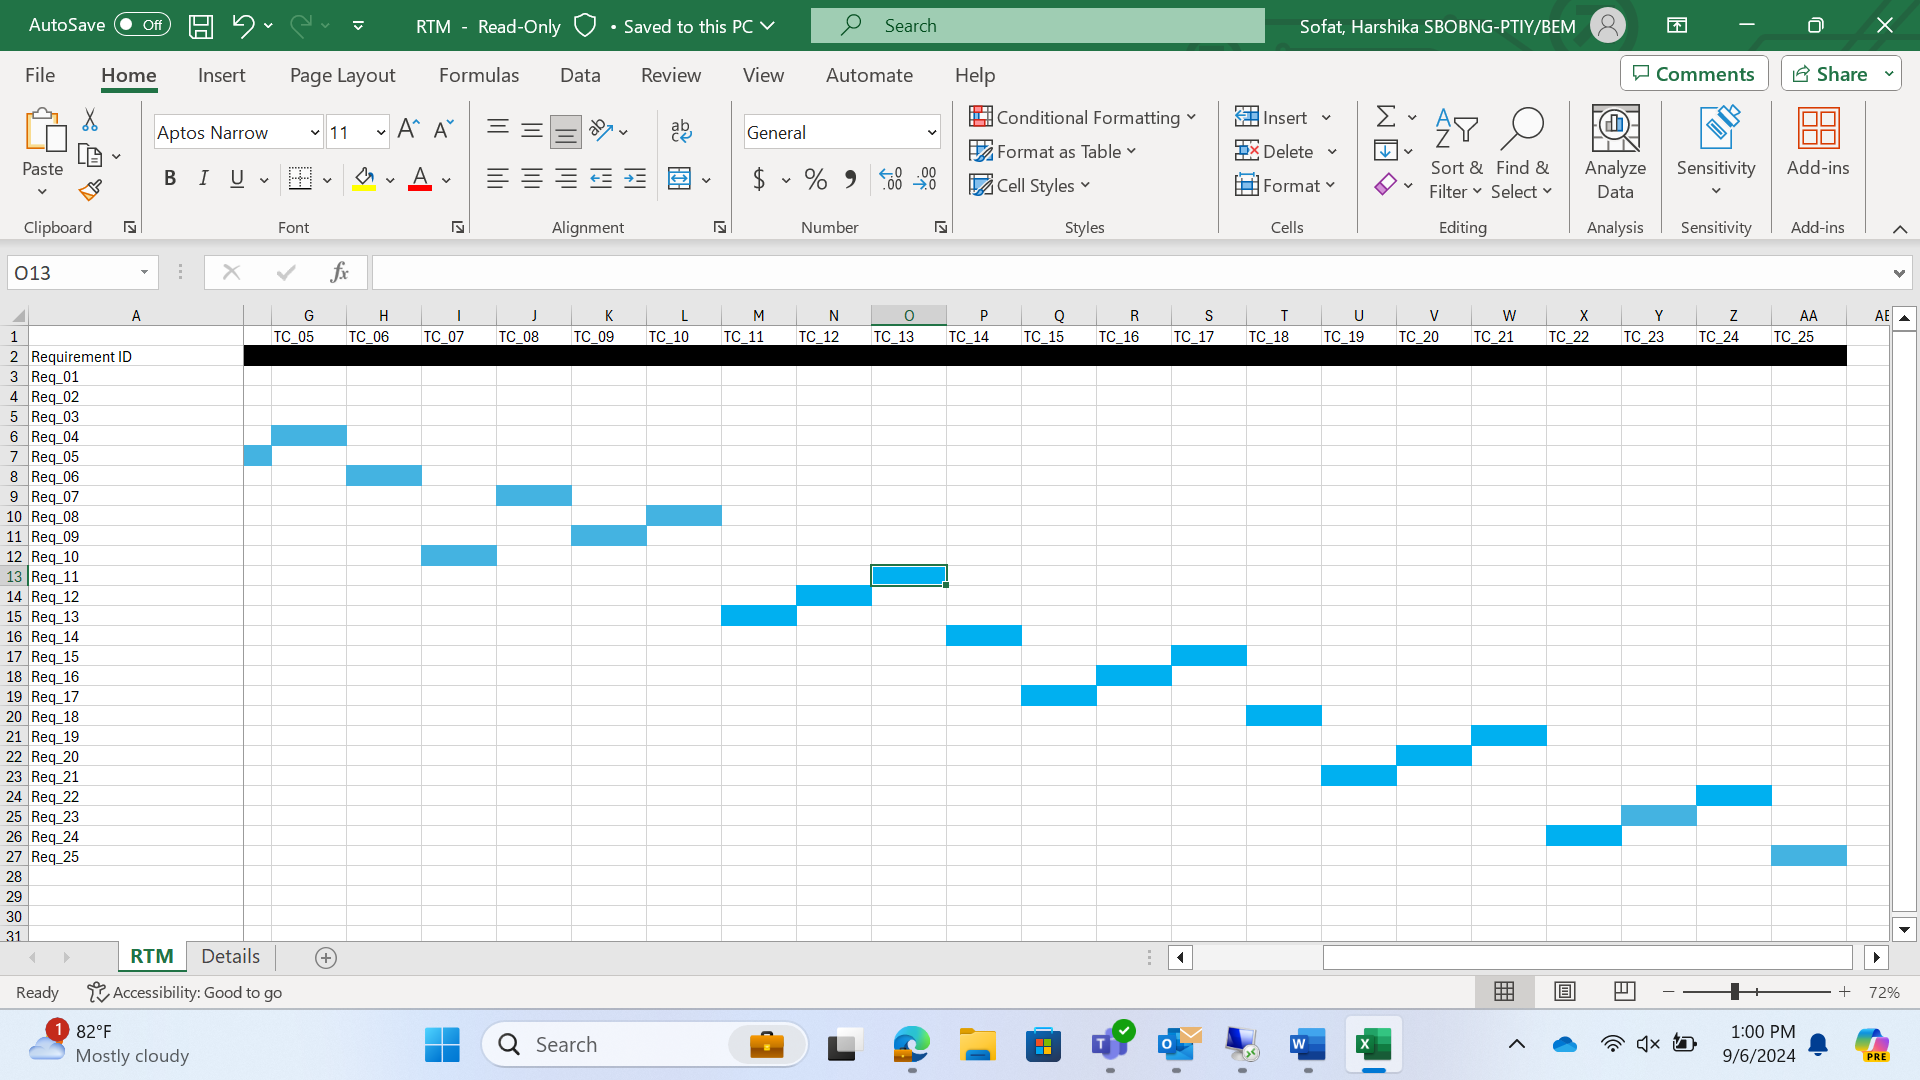 AutoSave Off RTM - Read-Only • Saved to this PC Search Sofat, Harshika SBOBNG-PTIY/BEM
File Home Insert Page Layout Formulas Data Review View Automate Help Comments Share
Paste
Clipboard
Aptos Narrow 11
B I U A
Font
ab
Alignment
General
$ % 9 .00
Number
Conditional Formatting
Format as Table
Cell Styles
Styles
Insert
Delete
Format
Cells
Sort & Filter
Find & Select
Editing
Analyze Data
Analysis
Sensitivity
Sensitivity
Add-ins
Add-ins
O13 fx
A G H I J K L M N O P Q R S T U V W X Y Z AA
1 TC_05 TC_06 TC_07 TC_08 TC_09 TC_10 TC_11 TC_12 TC_13 TC_14 TC_15 TC_16 TC_17 TC_18 TC_19 TC_20 TC_21 TC_22 TC_23 TC_24 TC_25
2 Requirement ID
3 Req_01
4 Req_02
5 Req_03
6 Req_04
7 Req_05
8 Req_06
9 Req_07
10 Req_08
11 Req_09
12 Req_10
13 Req_11
14 Req_12
15 Req_13
16 Req_14
17 Req_15
18 Req_16
19 Req_17
20 Req_18
21 Req_19
22 Req_20
23 Req_21
24 Req_22
25 Req_23
26 Req_24
27 Req_25
28
29
30
31
RTM Details
Ready Accessibility: Good to go 72%
1 82°F
Mostly cloudy
Search
1:00 PM
9/6/2024
PRE